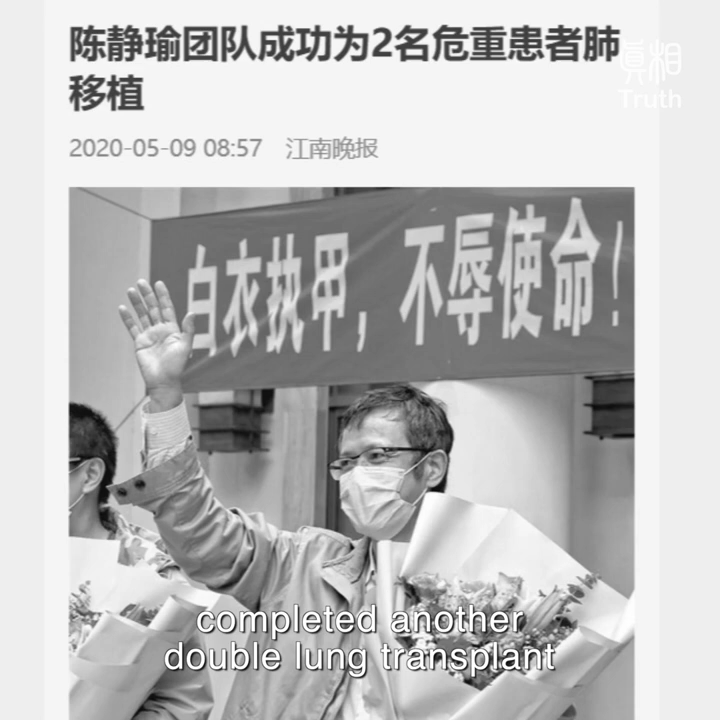 陈静瑜团队成功为2名危重患者肺
移植
真相
Truth
2020-05-09 08:57 江南晚报
白衣执甲，不辱使命！
completed another
double lung transplant